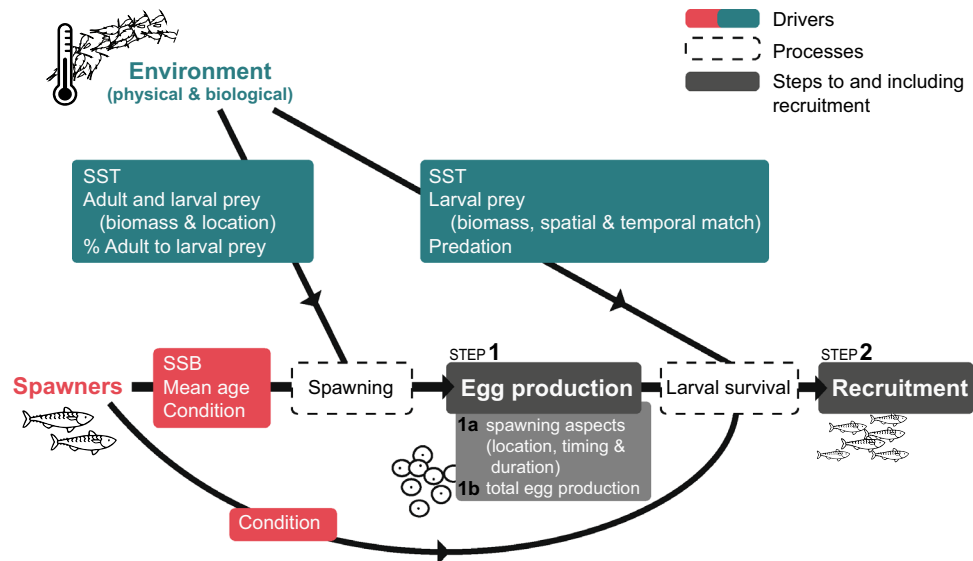 Drivers
Processes
Steps to and including
recruitment
Environment
(physical & biological)
SST
Adult and larval prey
(biomass & location)
% Adult to larval prey
SST
Larval prey
(biomass, spatial & temporal match)
Predation
Spawners
SSB
Mean age
Condition
Spawning
STEP 1
Egg production
1a spawning aspects
(location, timing &
duration)
1b total egg production
Larval survival
STEP 2
Recruitment
Condition